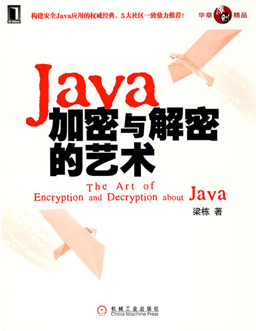 构建安全Java应用的权威经典，5大社区一致鼎力推荐！
华章
精品
Java
加密与解密
的艺术
The Art of
Encryption and Decryption about Java
梁栋 著
机械工业出版社
China Machine Press